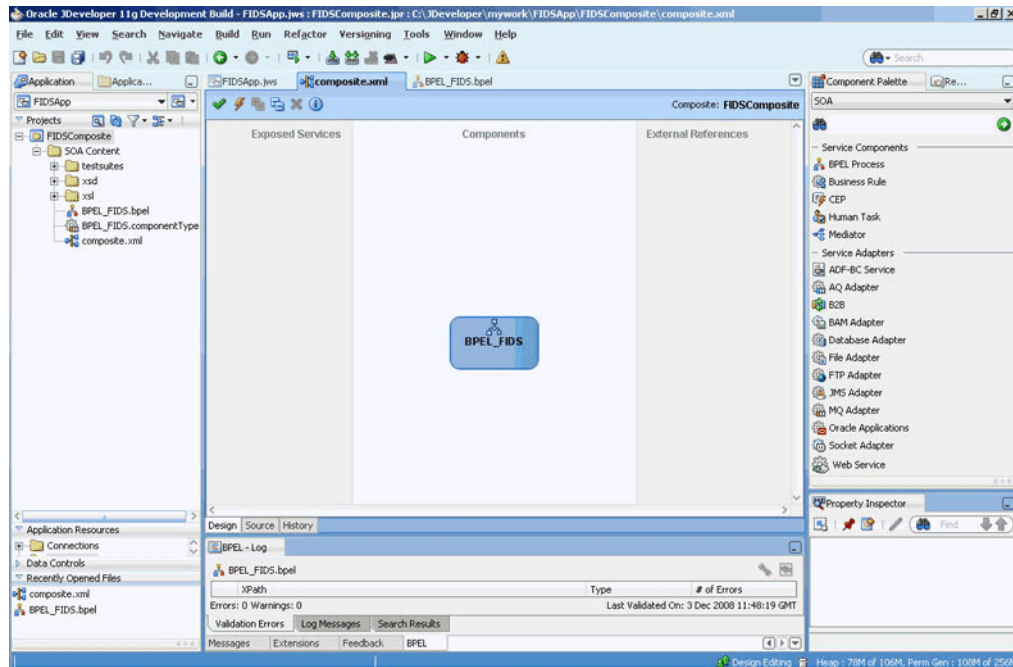 Oracle JDeveloper 11g Development Build - FIDSApp.jws : FIDSComposite.jpr : C:\JDeveloper\mywork\FIDSApp\FIDSComposite\composite.xml
File Edit View Search Navigate Build Run Refactor Versioning Tools Window Help
Search
Application
Applica...
FIDSApp
Projects
FIDSComposite
SOA Content
testsuites
xsd
xsl
BPEL_FIDS.bpel
BPEL_FIDS.componentType
composite.xml
Application Resources
Connections
Data Controls
Recently Opened Files
composite.xml
BPEL_FIDS.bpel
FIDSApp.jws composite.xml BPEL_FIDS.bpel
Composite: FIDSComposite
Exposed Services Components External References
BPEL_FIDS
Design Source History
BPEL - Log
BPEL_FIDS.bpel
XPath Type # of Errors
Errors: 0 Warnings: 0 Last Validated On: 3 Dec 2008 11:48:19 GMT
Validation Errors Log Messages Search Results
Messages Extensions Feedback BPEL
Component Palette Re...
SOA
Service Components
BPEL Process
Business Rule
CEP
Human Task
Mediator
Service Adapters
ADF-BC Service
AQ Adapter
B2B
BAM Adapter
Database Adapter
File Adapter
FTP Adapter
JMS Adapter
MQ Adapter
Oracle Applications
Socket Adapter
Web Service
Property Inspector
Find
Design Editing Heap : 78M of 106M, Perm Gen : 108M of 256M